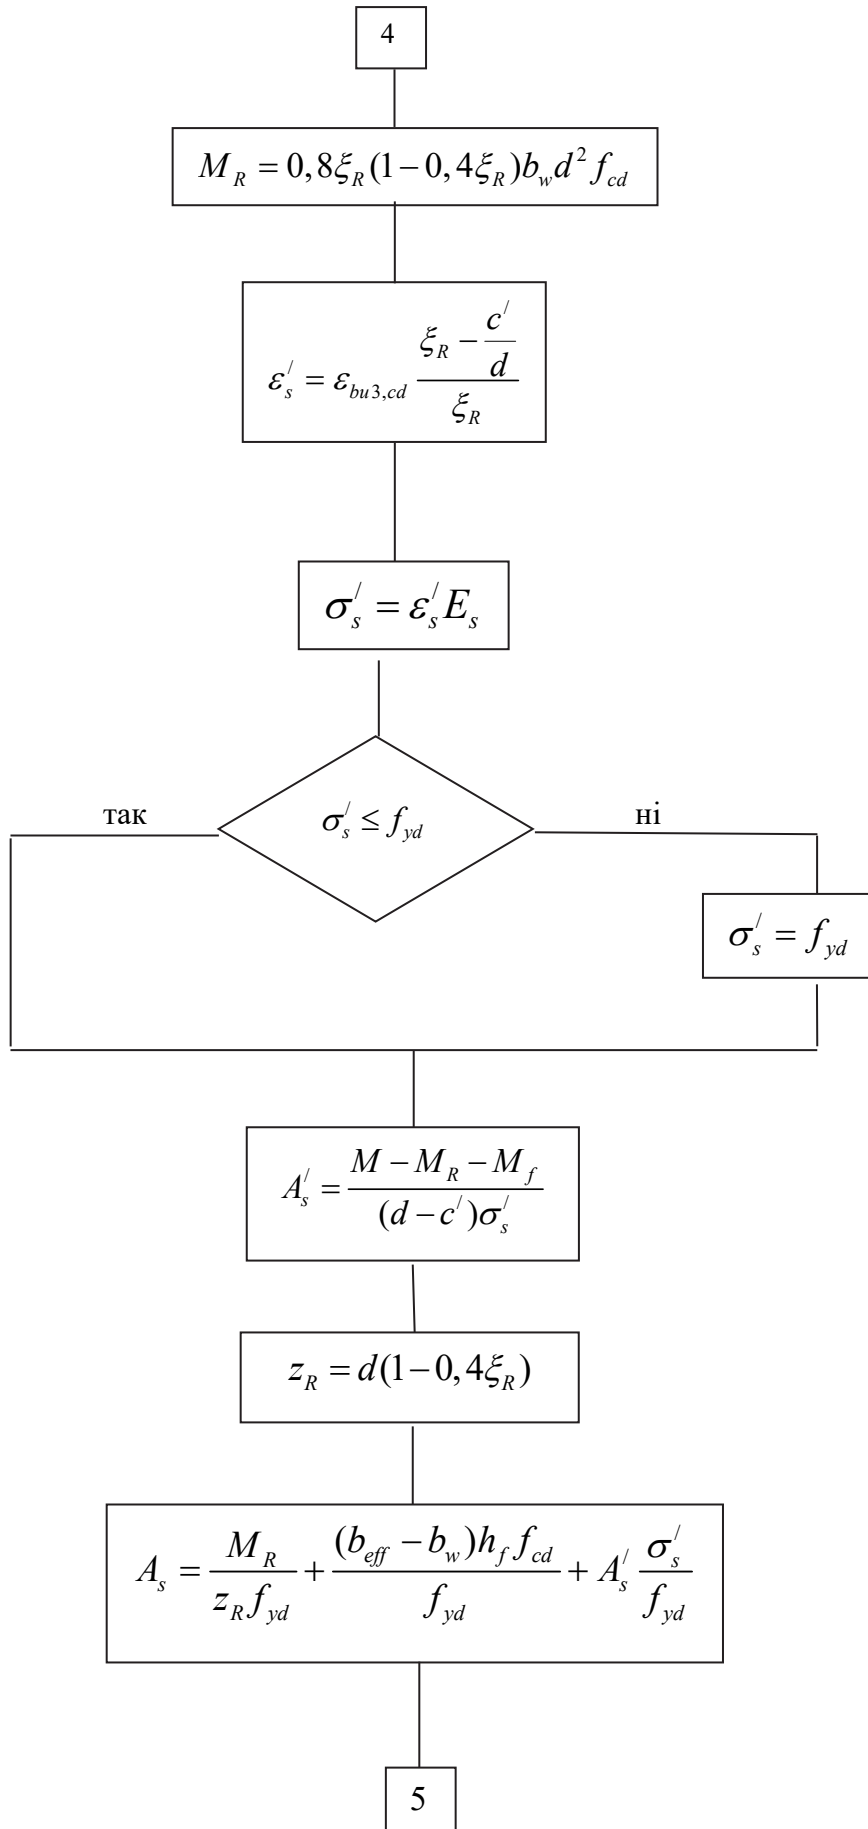 4
M_R = 0,8ξ_R(1−0,4ξ_R)b_w d² f_cd
ε_s^/ = ε_bu3,cd (ξ_R − c^/ / d) / ξ_R
σ_s^/ = ε_s^/ E_s
так
σ_s^/ ≤ f_yd
ні
σ_s^/ = f_yd
A_s^/ = (M − M_R − M_f) / ((d − c^/)σ_s^/)
z_R = d(1−0,4ξ_R)
A_s = M_R / (z_R f_yd) + (b_eff − b_w)h_f f_cd / f_yd + A_s^/ σ_s^/ / f_yd
5